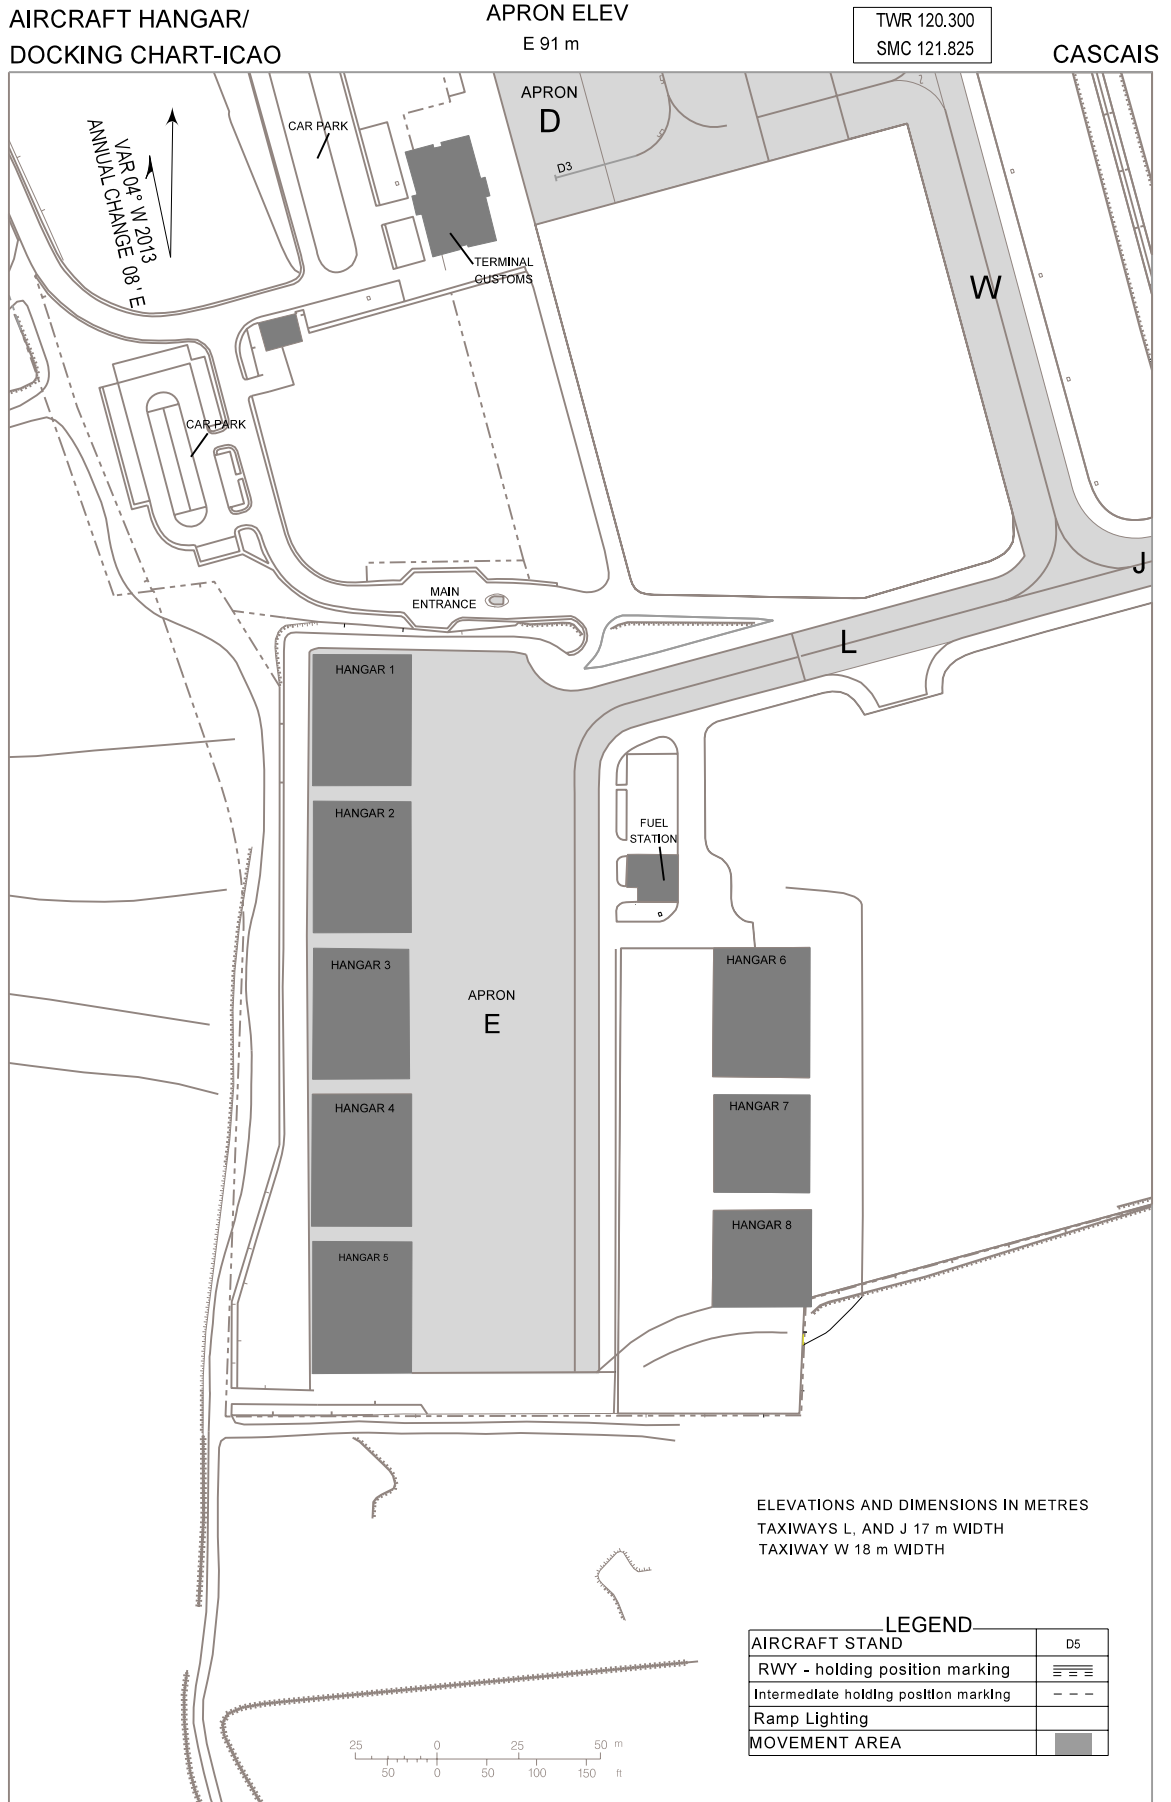 AIRCRAFT HANGAR/
DOCKING CHART-ICAO
APRON ELEV
E 91 m
TWR 120.300
SMC 121.825
CASCAIS
VAR 04° W 2013
ANNUAL CHANGE 08' E
CAR PARK
APRON
D
D3
TERMINAL
CUSTOMS
W
CAR PARK
J
MAIN
ENTRANCE
L
HANGAR 1
HANGAR 2
FUEL
STATION
HANGAR 3
HANGAR 6
APRON
E
HANGAR 4
HANGAR 7
HANGAR 8
HANGAR 5
ELEVATIONS AND DIMENSIONS IN METRES
TAXIWAYS L, AND J 17 m WIDTH
TAXIWAY W 18 m WIDTH
LEGEND
AIRCRAFT STAND D5
RWY - holding position marking
Intermediate holding position marking
Ramp Lighting
MOVEMENT AREA
25 0 25 50 m
50 0 50 100 150 ft